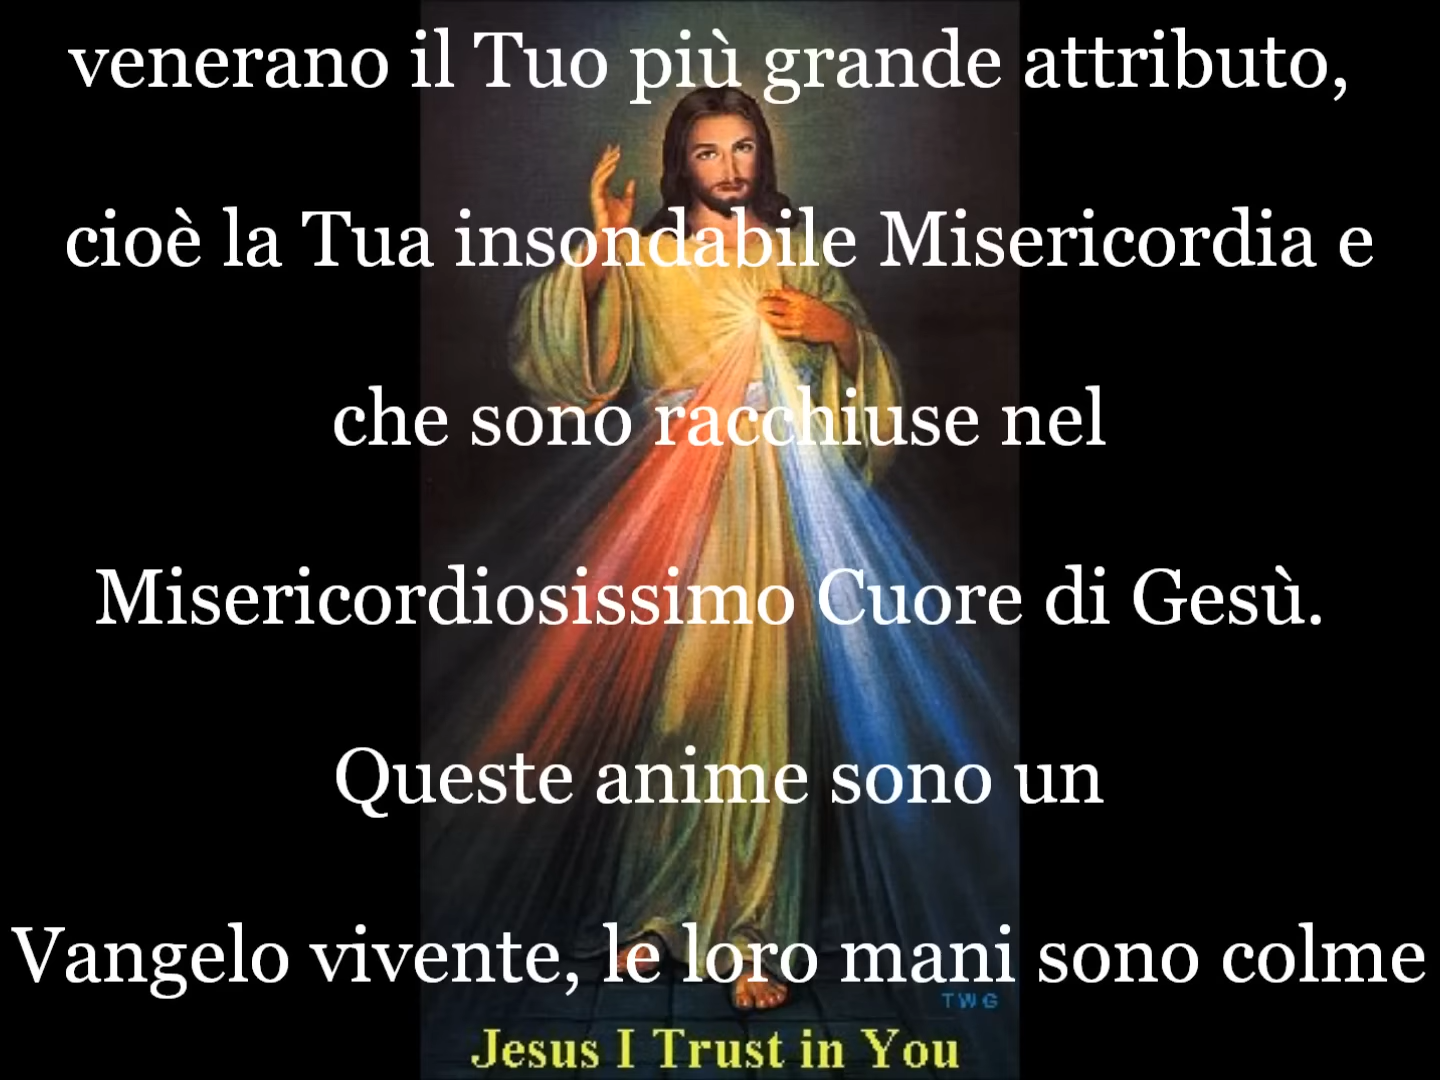 venerano il Tuo più grande attributo,
cioè la Tua insondabile Misericordia e
che sono racchiuse nel
Misericordiosissimo Cuore di Gesù.
Queste anime sono un
Vangelo vivente, le loro mani sono colme
TWG
Jesus I Trust in You